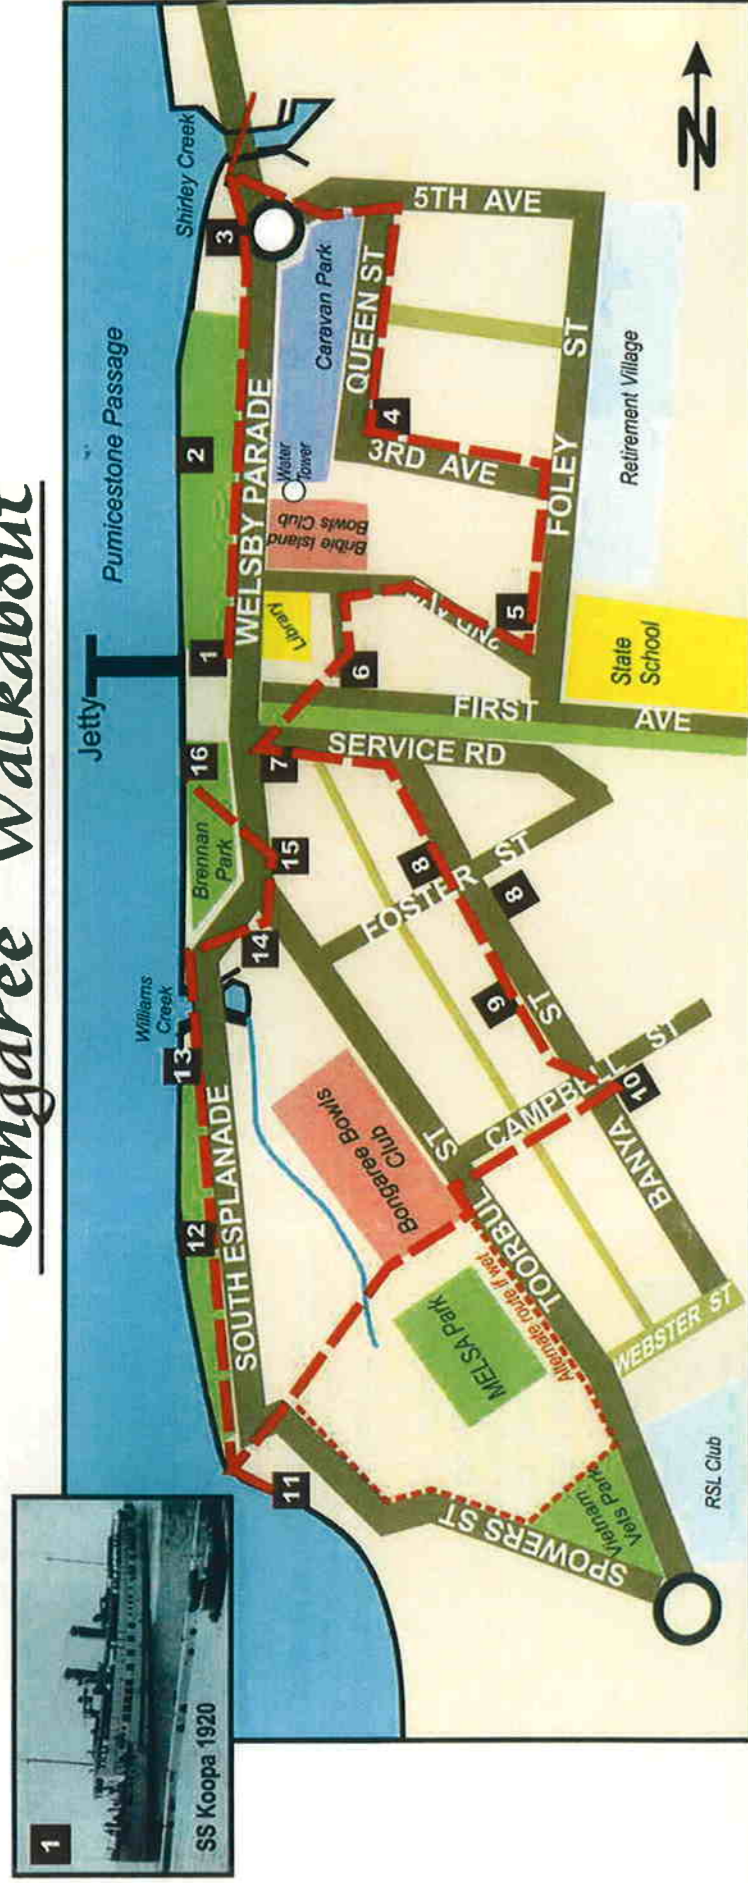 Bongaree Walkabout
1
SS Koopa 1920
Pumicestone Passage
Jetty
Shirley Creek
Williams
Creek
3
2
1
16
Brennan
Park
13
12
11
14
15
7
6
5
4
8
8
9
10
WELSBY PARADE
SOUTH ESPLANADE
Caravan Park
Water
Tower
Bribie Island
Bowls Club
Library
QUEEN ST
5TH AVE
3RD AVE
2ND AVE
FOLEY ST
FIRST AVE
SERVICE RD
Retirement Village
State
School
FOSTER ST
CAMPBELL ST
BANYA ST
TOORBUL ST
WEBSTER ST
SPOWERS ST
Bongaree Bowls
Club
MELSA Park
Alternate route if wet
Vietnam
Vets Park
RSL Club
N